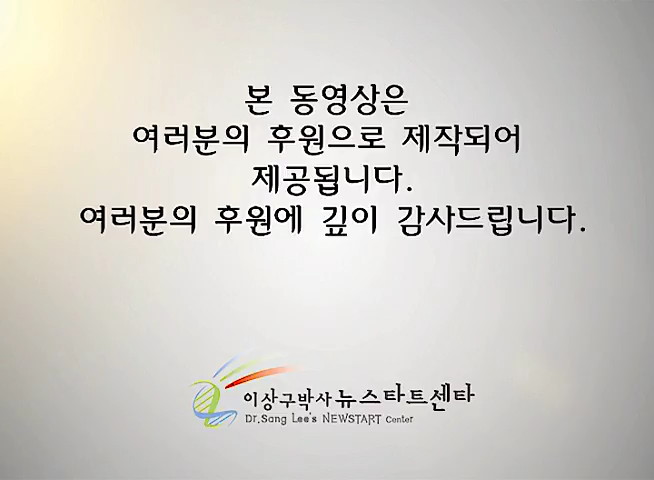 본 동영상은
여러분의 후원으로 제작되어
제공됩니다.
여러분의 후원에 깊이 감사드립니다.
이상구박사 뉴스타트센타
Dr.Sang Lee's NEWSTART Center